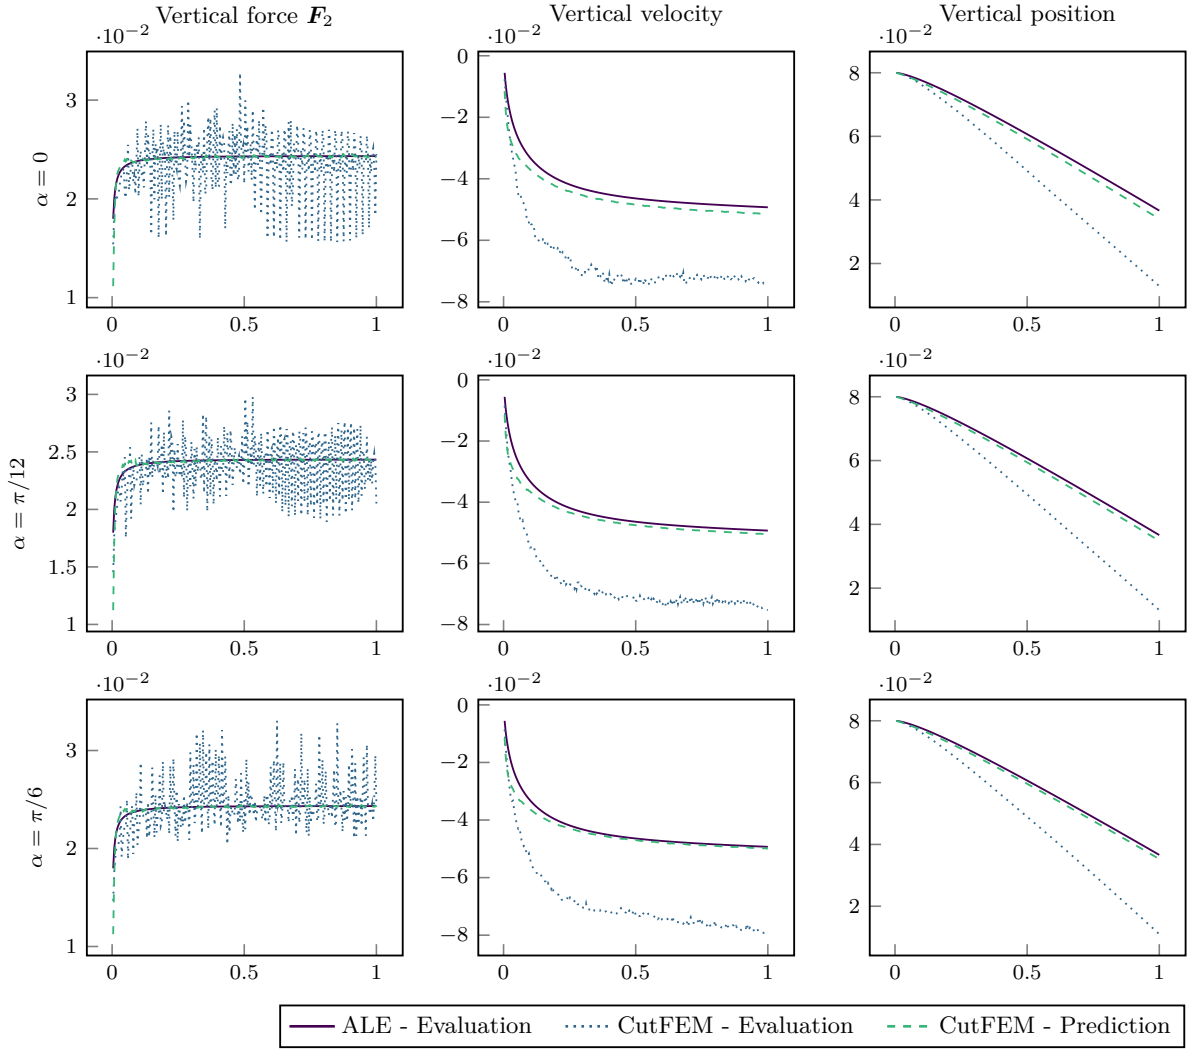 Vertical force F₂ Vertical velocity Vertical position
·10⁻² ·10⁻² ·10⁻²
α = 0
3
2
1
0 0.5 1
0
−2
−4
−6
−8
0 0.5 1
8
6
4
2
0 0.5 1
·10⁻² ·10⁻² ·10⁻²
α = π/12
3
2.5
2
1.5
1
0 0.5 1
0
−2
−4
−6
−8
0 0.5 1
8
6
4
2
0 0.5 1
·10⁻² ·10⁻² ·10⁻²
α = π/6
3
2
1
0 0.5 1
0
−2
−4
−6
−8
0 0.5 1
8
6
4
2
0 0.5 1
ALE - Evaluation CutFEM - Evaluation CutFEM - Prediction